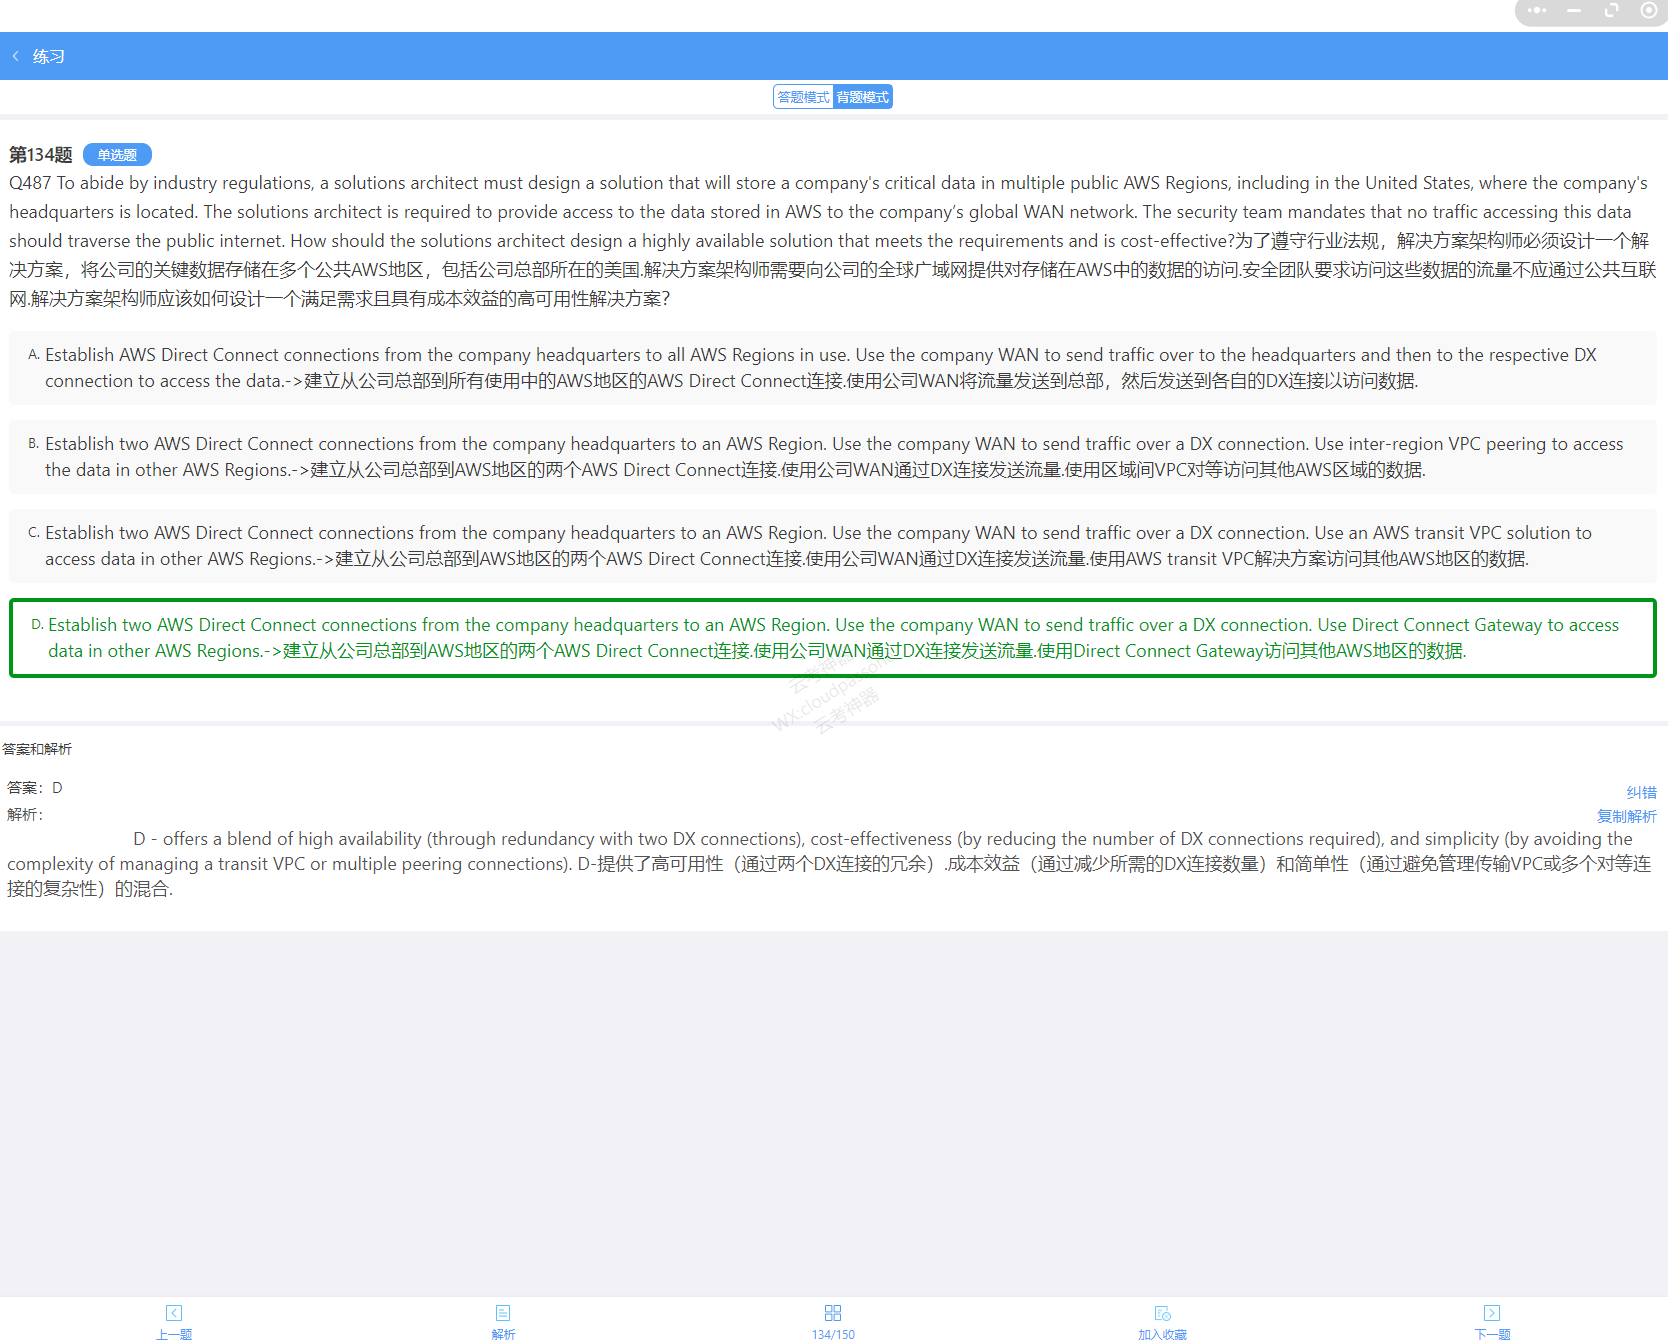 练习
答题模式 背题模式
第134题 单选题
Q487 To abide by industry regulations, a solutions architect must design a solution that will store a company's critical data in multiple public AWS Regions, including in the United States, where the company's
headquarters is located. The solutions architect is required to provide access to the data stored in AWS to the company’s global WAN network. The security team mandates that no traffic accessing this data
should traverse the public internet. How should the solutions architect design a highly available solution that meets the requirements and is cost-effective?为了遵守行业法规，解决方案架构师必须设计一个解
决方案，将公司的关键数据存储在多个公共AWS地区，包括公司总部所在的美国.解决方案架构师需要向公司的全球广域网提供对存储在AWS中的数据的访问.安全团队要求访问这些数据的流量不应通过公共互联
网.解决方案架构师应该如何设计一个满足需求且具有成本效益的高可用性解决方案?
A. Establish AWS Direct Connect connections from the company headquarters to all AWS Regions in use. Use the company WAN to send traffic over to the headquarters and then to the respective DX
connection to access the data.->建立从公司总部到所有使用中的AWS地区的AWS Direct Connect连接.使用公司WAN将流量发送到总部，然后发送到各自的DX连接以访问数据.
B. Establish two AWS Direct Connect connections from the company headquarters to an AWS Region. Use the company WAN to send traffic over a DX connection. Use inter-region VPC peering to access
the data in other AWS Regions.->建立从公司总部到AWS地区的两个AWS Direct Connect连接.使用公司WAN通过DX连接发送流量.使用区域间VPC对等访问其他AWS区域的数据.
C. Establish two AWS Direct Connect connections from the company headquarters to an AWS Region. Use the company WAN to send traffic over a DX connection. Use an AWS transit VPC solution to
access data in other AWS Regions.->建立从公司总部到AWS地区的两个AWS Direct Connect连接.使用公司WAN通过DX连接发送流量.使用AWS transit VPC解决方案访问其他AWS地区的数据.
D. Establish two AWS Direct Connect connections from the company headquarters to an AWS Region. Use the company WAN to send traffic over a DX connection. Use Direct Connect Gateway to access
data in other AWS Regions.->建立从公司总部到AWS地区的两个AWS Direct Connect连接.使用公司WAN通过DX连接发送流量.使用Direct Connect Gateway访问其他AWS地区的数据.
云考神器
云考神器
答案和解析
答案：D
纠错
解析：
复制解析
D - offers a blend of high availability (through redundancy with two DX connections), cost-effectiveness (by reducing the number of DX connections required), and simplicity (by avoiding the
complexity of managing a transit VPC or multiple peering connections). D-提供了高可用性（通过两个DX连接的冗余）.成本效益（通过减少所需的DX连接数量）和简单性（通过避免管理传输VPC或多个对等连
接的复杂性）的混合.
上一题 解析 134/150 加入收藏 下一题